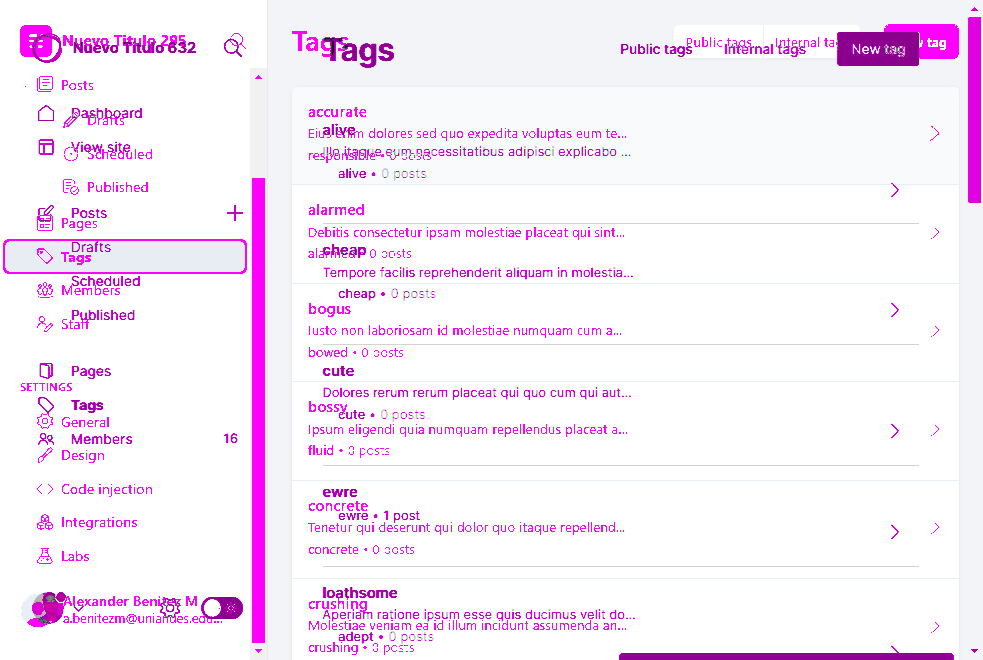 Nuevo Titulo 295
Nuevo Titulo 632
Posts
Dashboard
Drafts
View site
Scheduled
Published
Posts
Pages
Drafts
Tags
Scheduled
Members
Published
Staff
Pages
SETTINGS
Tags
General
Members 16
Design
Code injection
Integrations
Labs
Alexander Benitez M
a.benitezm@uniandes.edu...
Tags
Tags
Public tags
Internal tags
New tag
Public tags
Internal tag
tag
accurate
Eius enim dolores sed quo expedita voluptas eum te...
alive
Illo itaque eum necessitatibus adipisci explicabo ...
responsible • 0 posts
alive • 0 posts
alarmed
Debitis consectetur ipsam molestiae placeat qui sint...
cheap
alarmed • 0 posts
Tempore facilis reprehenderit aliquam in molestia...
cheap • 0 posts
bogus
Iusto non laboriosam id molestiae numquam cum a...
bowed • 0 posts
cute
Dolores rerum rerum placeat qui quo cum qui aut...
bossy
cute • 0 posts
Ipsum eligendi quia numquam repellendus placeat a...
fluid • 0 posts
ewre
concrete
ewre • 1 post
Tenetur qui deserunt qui dolor quo itaque repellend...
concrete • 0 posts
loathsome
crushing
Aperiam ratione ipsum esse quis ducimus velit do...
Molestiae veniam ea id illum incidunt assumenda an...
adept • 0 posts
crushing • 0 posts